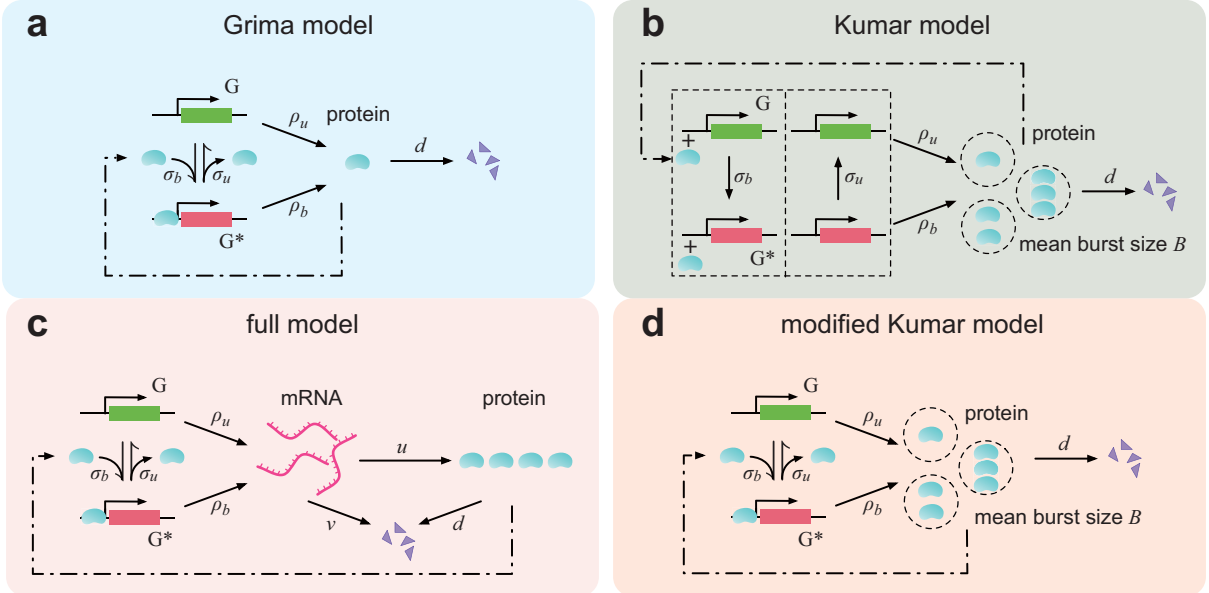 a Grima model
G
protein
ρu
d
σb σu
ρb
G*
b Kumar model
G
protein
+
ρu
σb σu
d
ρb
+
G*
mean burst size B
c full model
G
mRNA protein
ρu
u
σb σu
ρb
v d
G*
d modified Kumar model
G
protein
ρu
d
σb σu
ρb
mean burst size B
G*